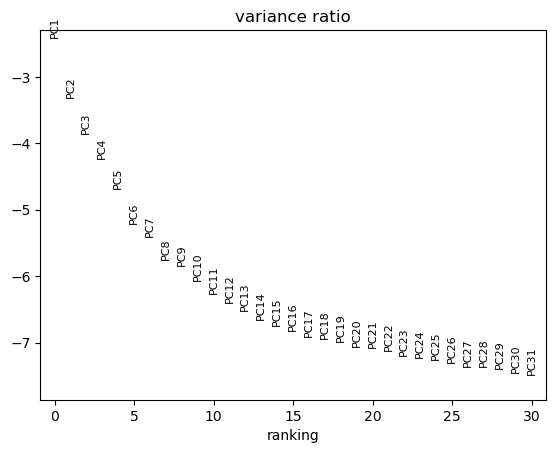 variance ratio
−3
−4
−5
−6
−7
PC1
PC2
PC3
PC4
PC5
PC6
PC7
PC8
PC9
PC10
PC11
PC12
PC13
PC14
PC15
PC16
PC17
PC18
PC19
PC20
PC21
PC22
PC23
PC24
PC25
PC26
PC27
PC28
PC29
PC30
PC31
0 5 10 15 20 25 30
ranking